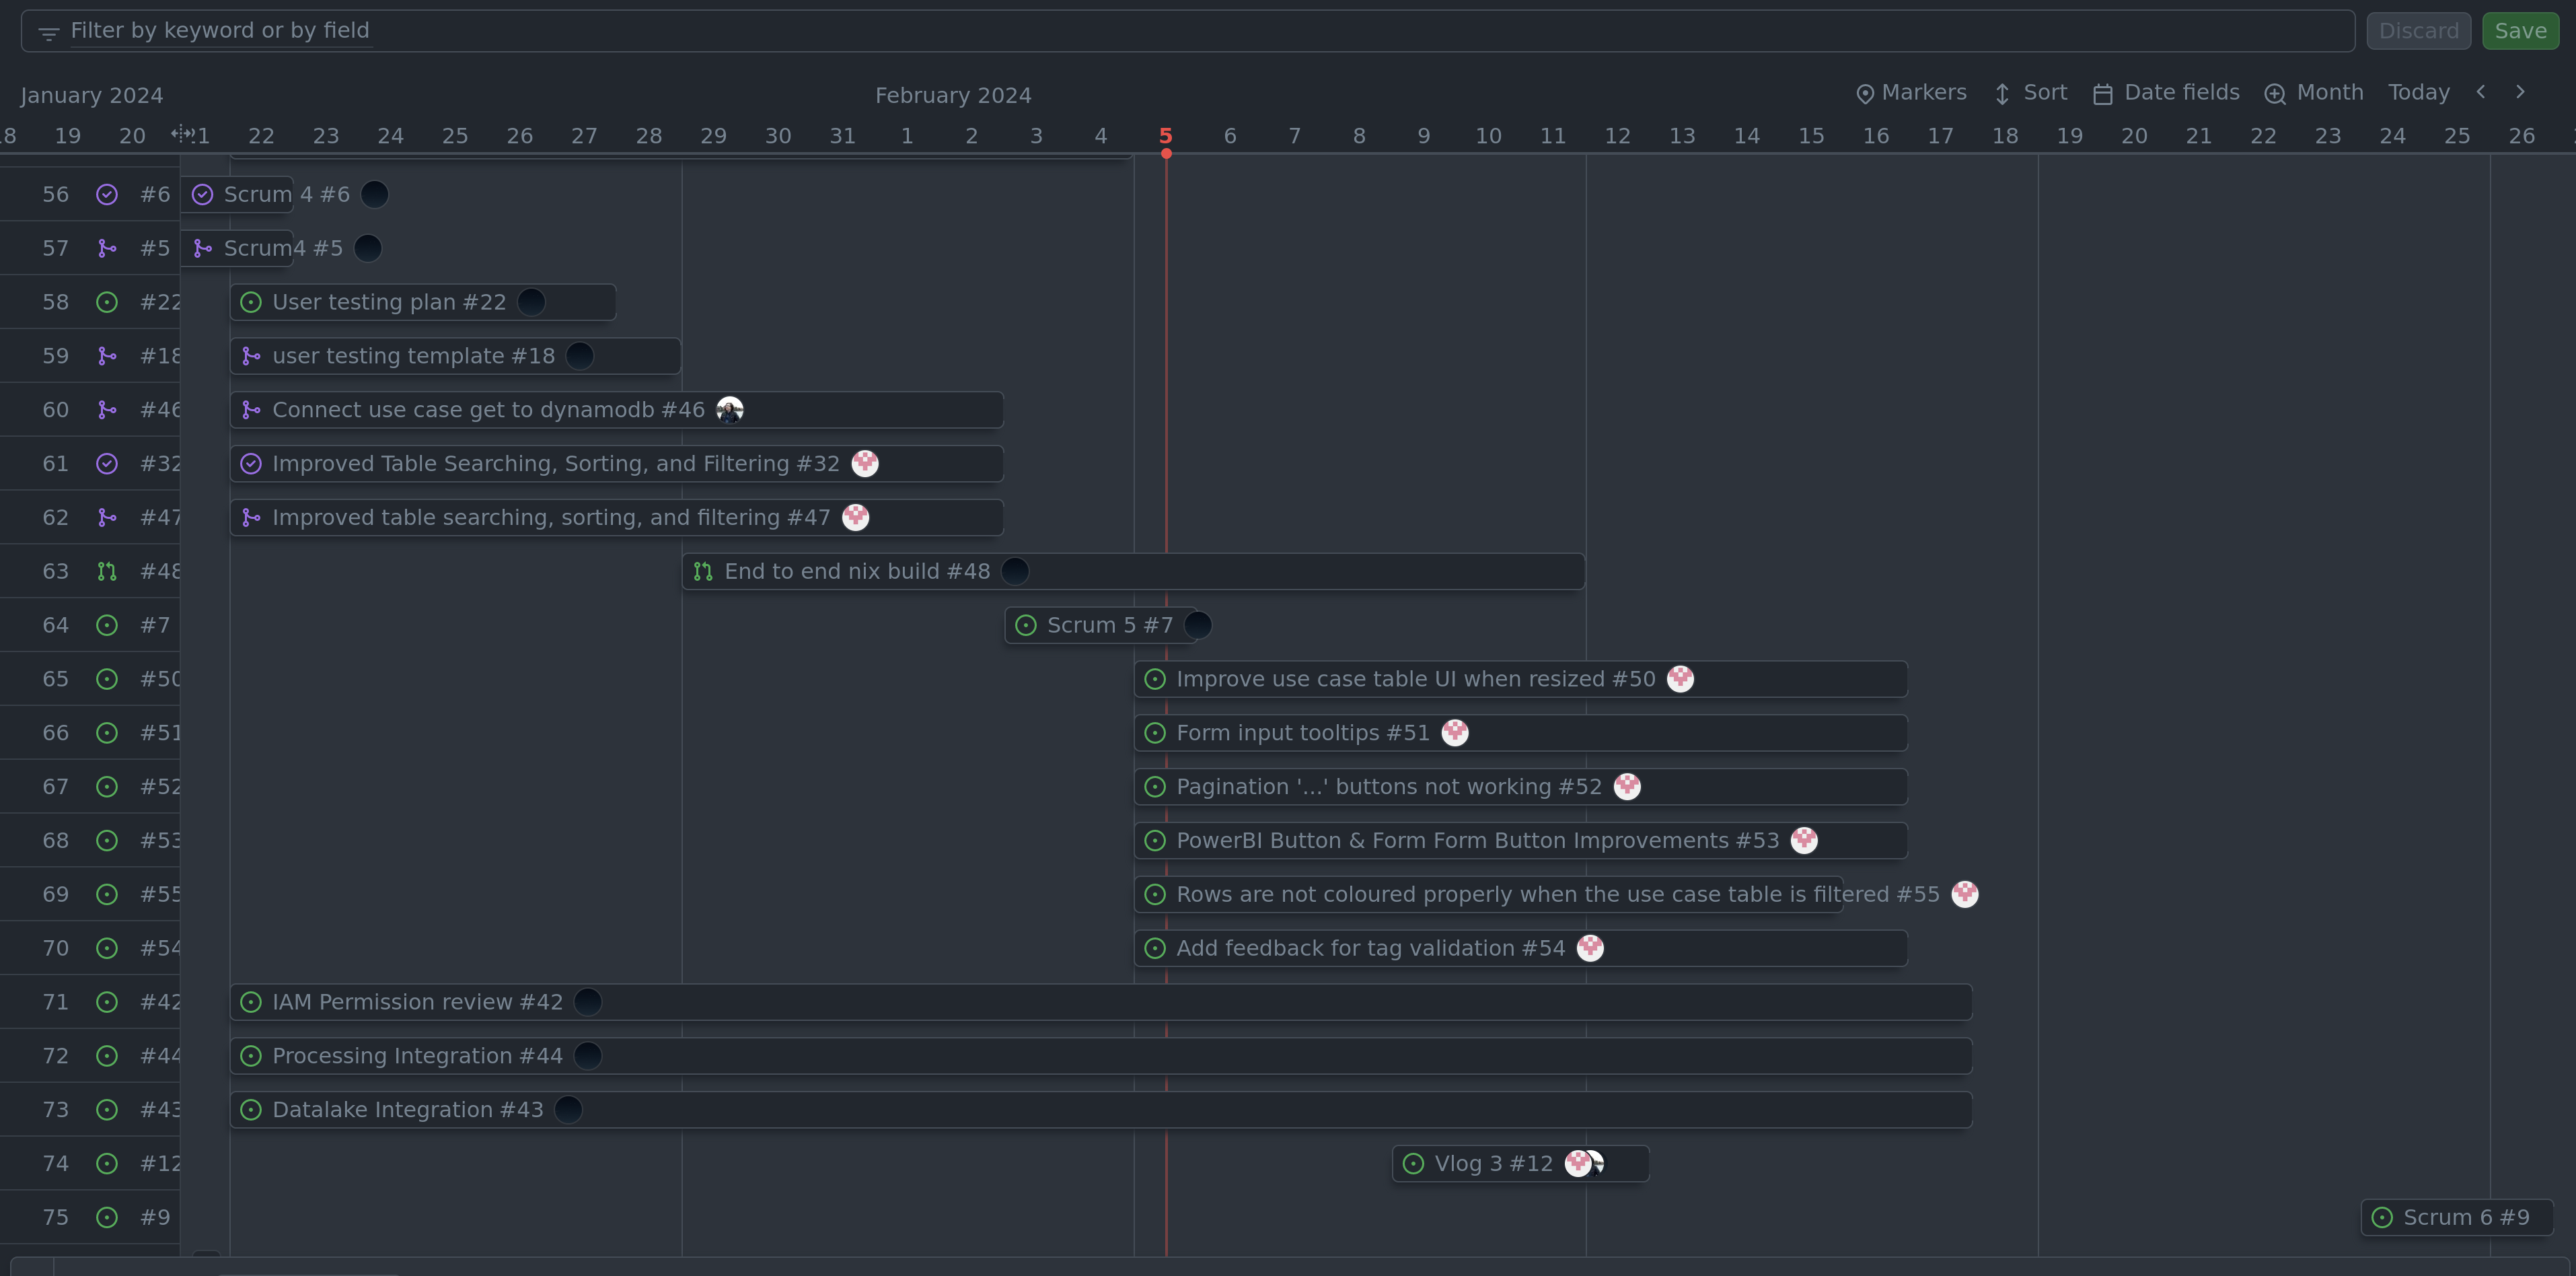 Filter by keyword or by field
Discard Save
January 2024 February 2024 Markers Sort Date fields Month Today
19 20 22 23 24 25 26 27 28 29 30 31 1 2 3 4 5 6 7 8 9 10 11 12 13 14 15 16 17 18 19 20 21 22 23 24 25 26
56 #6 Scrum 4 #6
57 #5 Scrum4 #5
58 #22 User testing plan #22
59 #18 user testing template #18
60 #46 Connect use case get to dynamodb #46
61 #32 Improved Table Searching, Sorting, and Filtering #32
62 #47 Improved table searching, sorting, and filtering #47
63 #48 End to end nix build #48
64 #7 Scrum 5 #7
65 #50 Improve use case table UI when resized #50
66 #51 Form input tooltips #51
67 #52 Pagination '...' buttons not working #52
68 #53 PowerBI Button & Form Form Button Improvements #53
69 #55 Rows are not coloured properly when the use case table is filtered #55
70 #54 Add feedback for tag validation #54
71 #42 IAM Permission review #42
72 #44 Processing Integration #44
73 #43 Datalake Integration #43
74 #12 Vlog 3 #12
75 #9 Scrum 6 #9